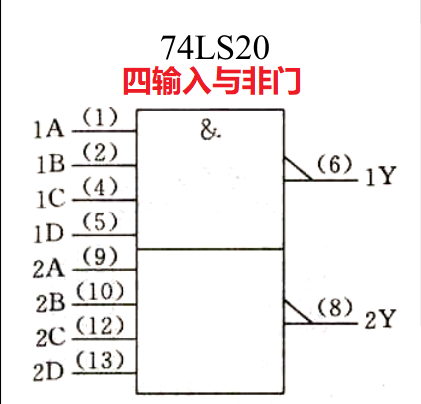 74LS20
四输入与非门
&
1A (1)
1B (2)
1C (4)
1D (5)
2A (9)
2B (10)
2C (12)
2D (13)
(6) 1Y
(8) 2Y